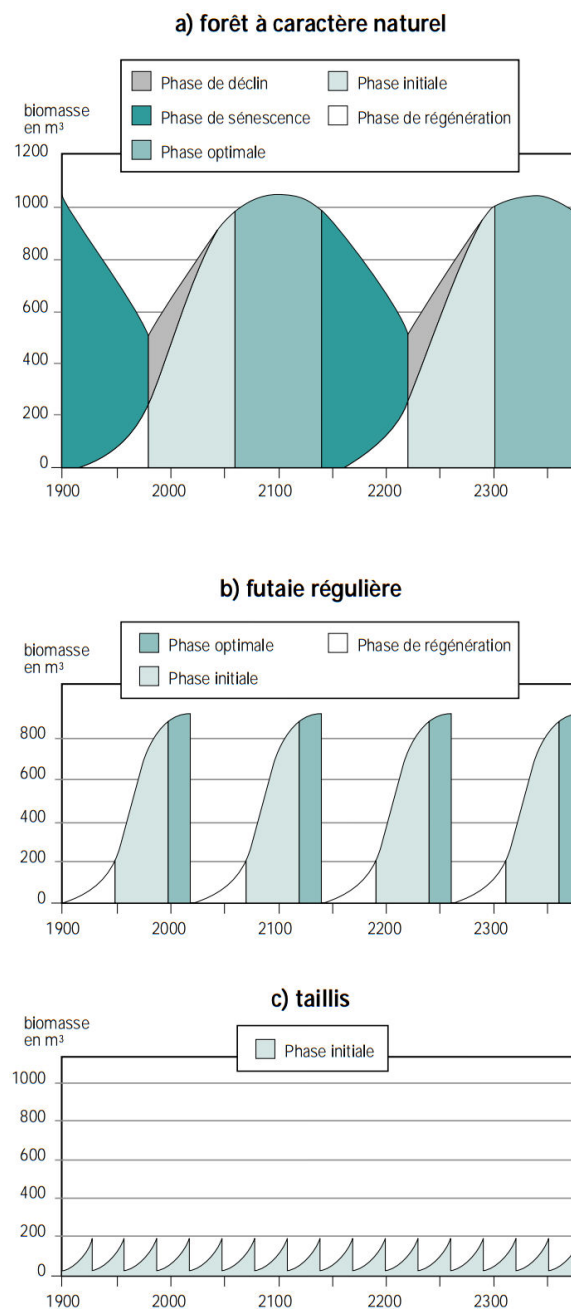 a) forêt à caractère naturel
Phase de déclin
Phase initiale
Phase de sénescence
Phase de régénération
Phase optimale
biomasse
en m³
1200
1000
800
600
400
200
0
1900
2000
2100
2200
2300
b) futaie régulière
Phase optimale
Phase de régénération
Phase initiale
biomasse
en m³
800
600
400
200
0
1900
2000
2100
2200
2300
c) taillis
biomasse
en m³
Phase initiale
1000
800
600
400
200
0
1900
2000
2100
2200
2300